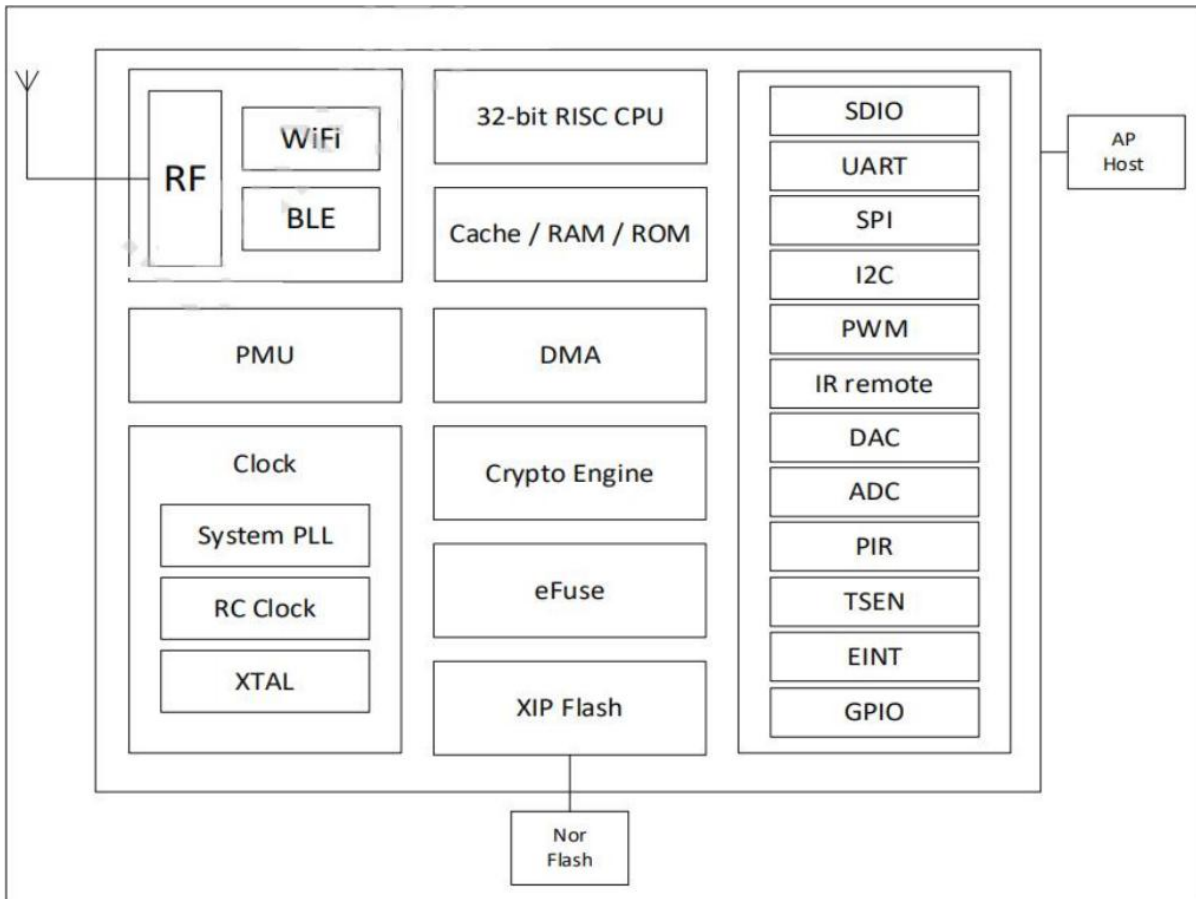 RF
WiFi
BLE
PMU
Clock
System PLL
RC Clock
XTAL
32-bit RISC CPU
Cache / RAM / ROM
DMA
Crypto Engine
eFuse
XIP Flash
SDIO
UART
SPI
I2C
PWM
IR remote
DAC
ADC
PIR
TSEN
EINT
GPIO
AP
Host
Nor
Flash